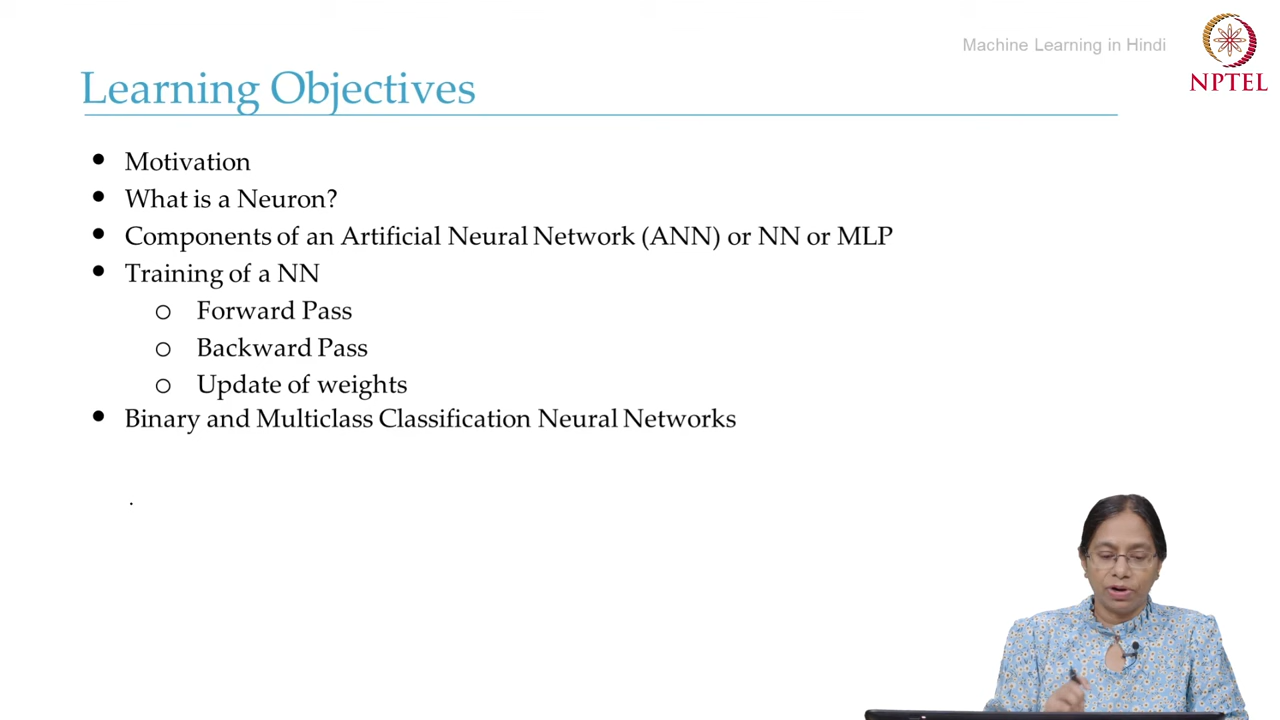 Machine Learning in Hindi
NPTEL
Learning Objectives
• Motivation
• What is a Neuron?
• Components of an Artificial Neural Network (ANN) or NN or MLP
• Training of a NN
o Forward Pass
o Backward Pass
o Update of weights
• Binary and Multiclass Classification Neural Networks
.